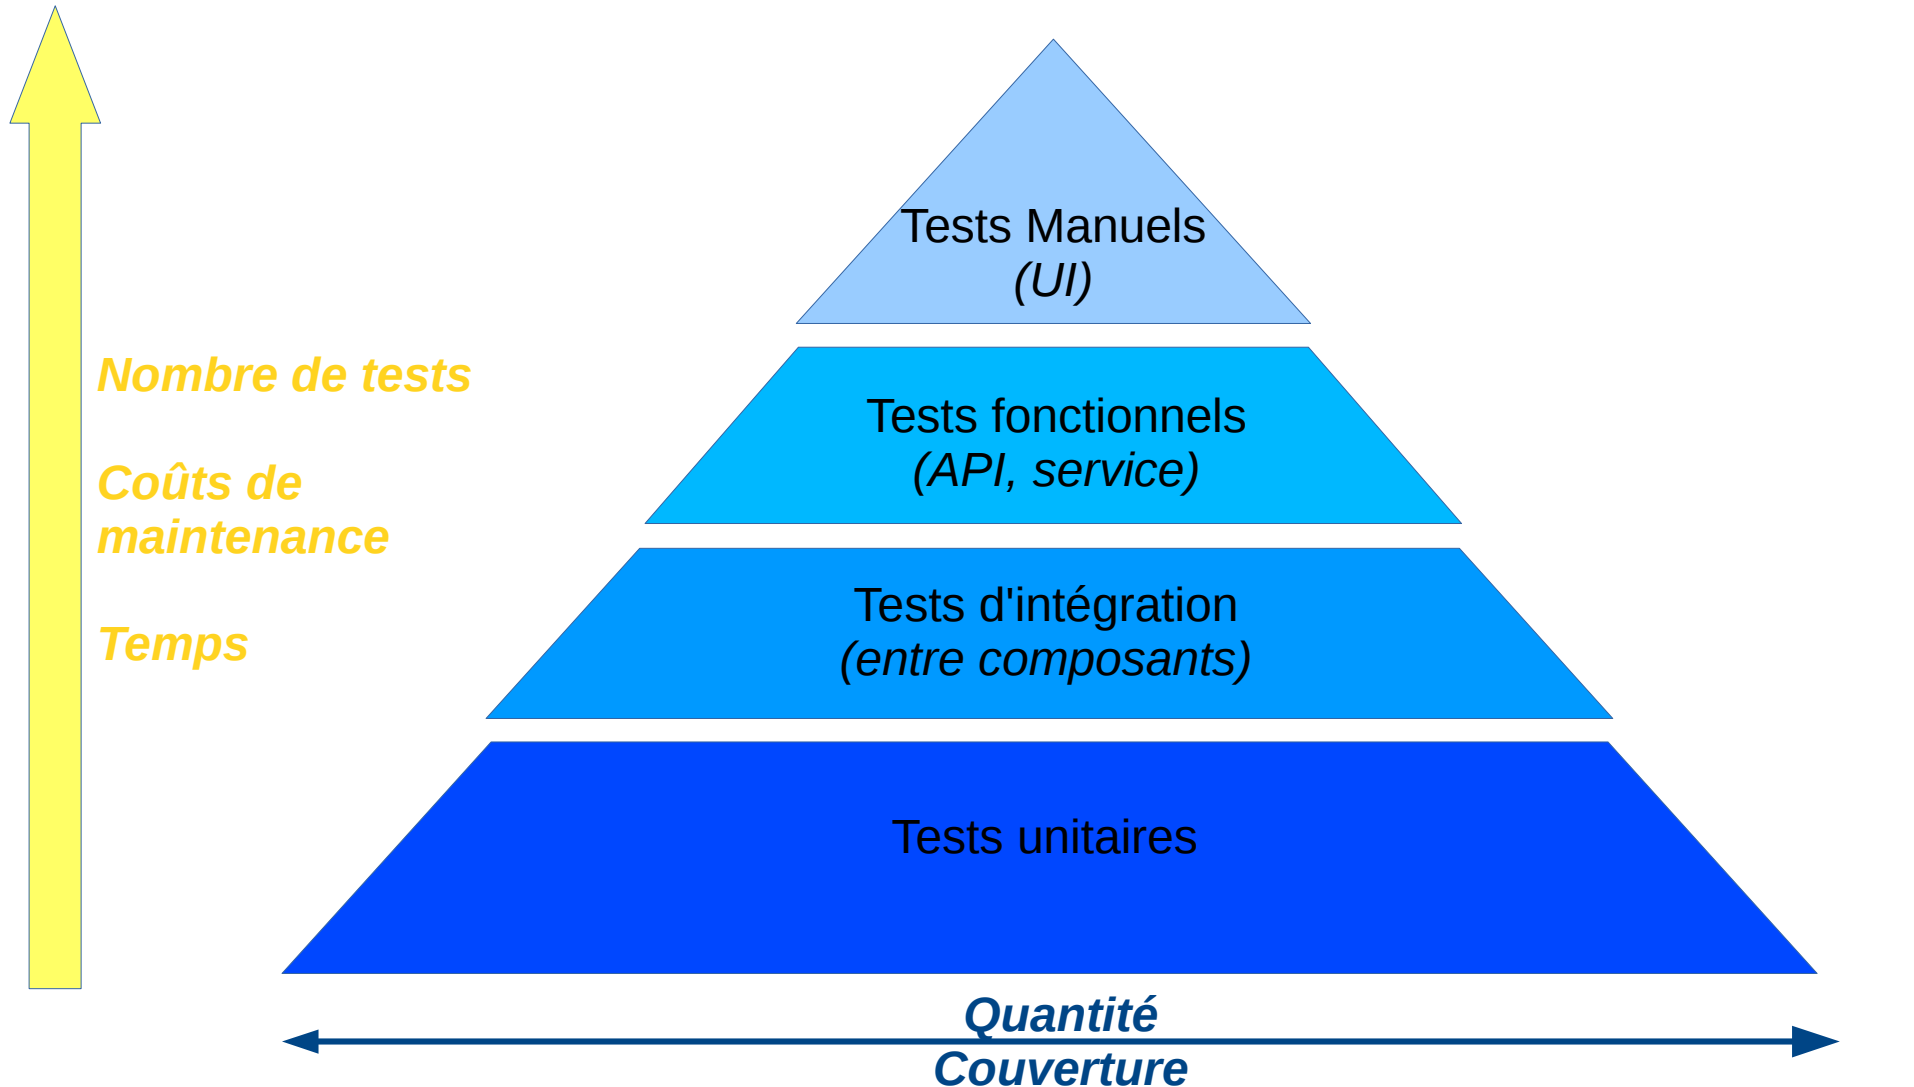 Tests Manuels
(UI)
Nombre de tests
Coûts de
maintenance
Temps
Tests fonctionnels
(API, service)
Tests d'intégration
(entre composants)
Tests unitaires
Quantité
Couverture